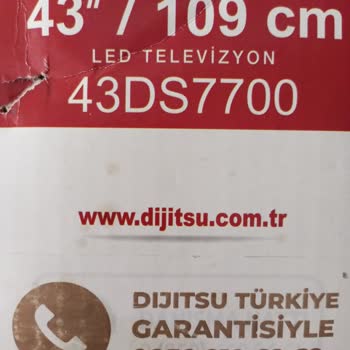 43" / 109 cm
LED TELEVİZYON
43DS7700
www.dijitsu.com.tr
DIJITSU TÜRKİYE
GARANTİSİYLE